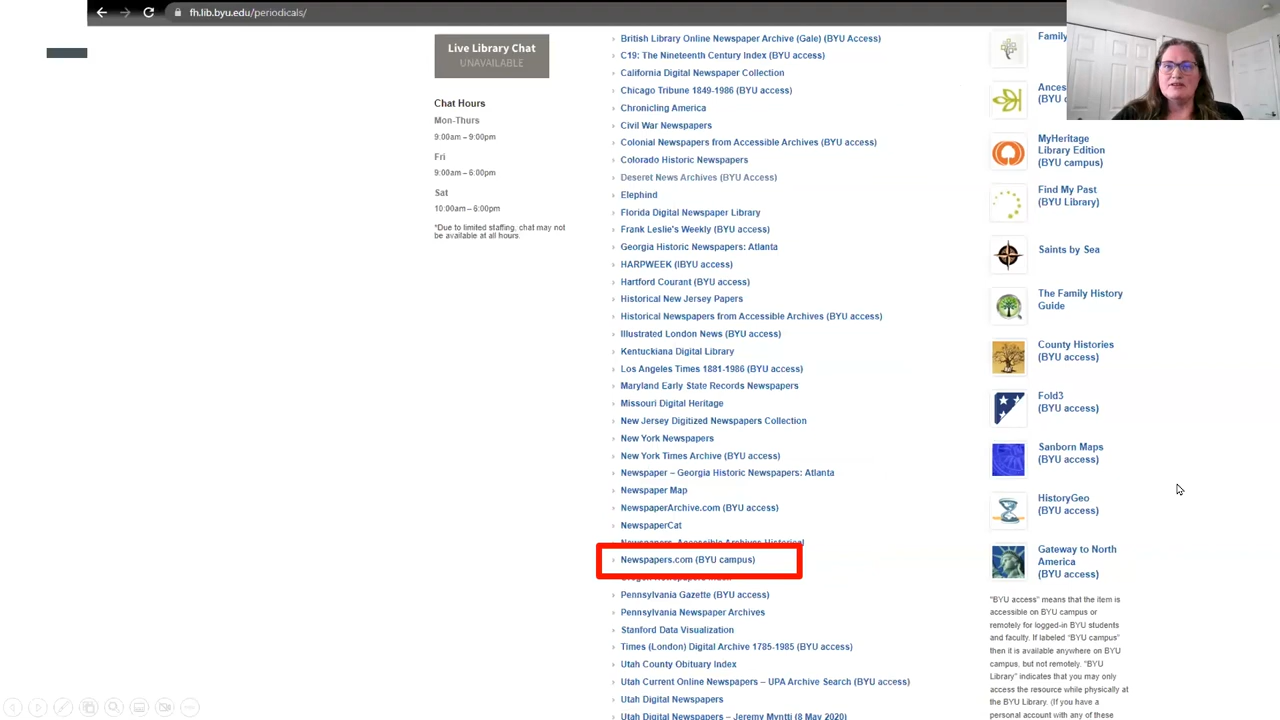 fh.lib.byu.edu/periodicals/
Live Library Chat
UNAVAILABLE
Chat Hours
Mon-Thurs
9:00am – 9:00pm
Fri
9:00am – 6:00pm
Sat
10:00am – 6:00pm
*Due to limited staffing, chat may not
be available at all hours.
British Library Online Newspaper Archive (Gale) (BYU Access)
C19: The Nineteenth Century Index (BYU access)
California Digital Newspaper Collection
Chicago Tribune 1849-1986 (BYU access)
Chronicling America
Civil War Newspapers
Colonial Newspapers from Accessible Archives (BYU access)
Colorado Historic Newspapers
Deseret News Archives (BYU Access)
Elephind
Florida Digital Newspaper Library
Frank Leslie's Weekly (BYU access)
Georgia Historic Newspapers: Atlanta
HARPWEEK (IBYU access)
Hartford Courant (BYU access)
Historical New Jersey Papers
Historical Newspapers from Accessible Archives (BYU access)
Illustrated London News (BYU access)
Kentuckiana Digital Library
Los Angeles Times 1881-1986 (BYU access)
Maryland Early State Records Newspapers
Missouri Digital Heritage
New Jersey Digitized Newspapers Collection
New York Newspapers
New York Times Archive (BYU access)
Newspaper – Georgia Historic Newspapers: Atlanta
Newspaper Map
NewspaperArchive.com (BYU access)
NewspaperCat
Newspapers, Accessible Archives Historical
Newspapers.com (BYU campus)
Oregon Newspapers Index
Pennsylvania Gazette (BYU access)
Pennsylvania Newspaper Archives
Stanford Data Visualization
Times (London) Digital Archive 1785-1985 (BYU access)
Utah County Obituary Index
Utah Current Online Newspapers – UPA Archive Search (BYU access)
Utah Digital Newspapers
Utah Digital Newspapers – Jeremy Myntti (8 May 2020)
Family
Ances
(BYU
MyHeritage
Library Edition
(BYU campus)
Find My Past
(BYU Library)
Saints by Sea
The Family History
Guide
County Histories
(BYU access)
Fold3
(BYU access)
Sanborn Maps
(BYU access)
HistoryGeo
(BYU access)
Gateway to North
America
(BYU access)
"BYU access" means that the item is
accessible on BYU campus or
remotely for logged-in BYU students
and faculty. If labeled "BYU campus"
then it is available anywhere on BYU
campus, but not remotely. "BYU
Library" indicates that you may only
access the resource while physically at
the BYU Library. (If you have a
personal account with any of these